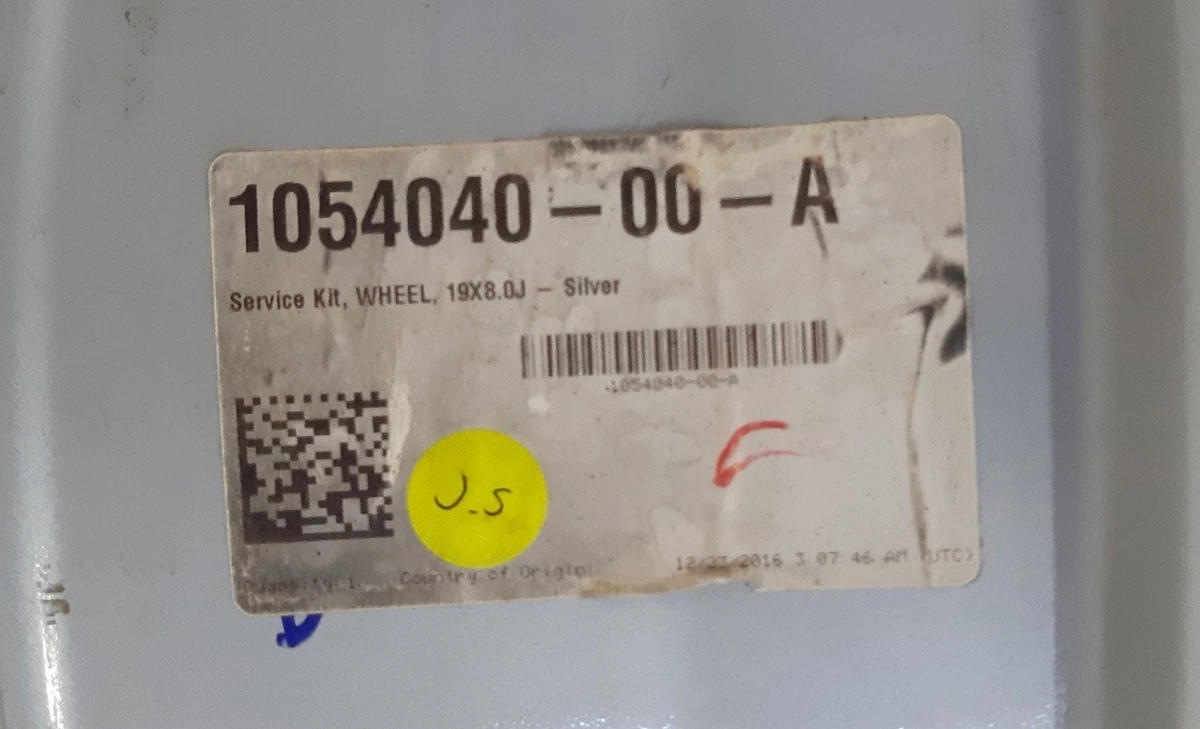 1054040-00-A
Service Kit, WHEEL, 19X8.0J - Silver
1054040-00-A
J.S
Quantity: 1 Country of Origin:
12/23/2016 3 07 46 AM (UTC)